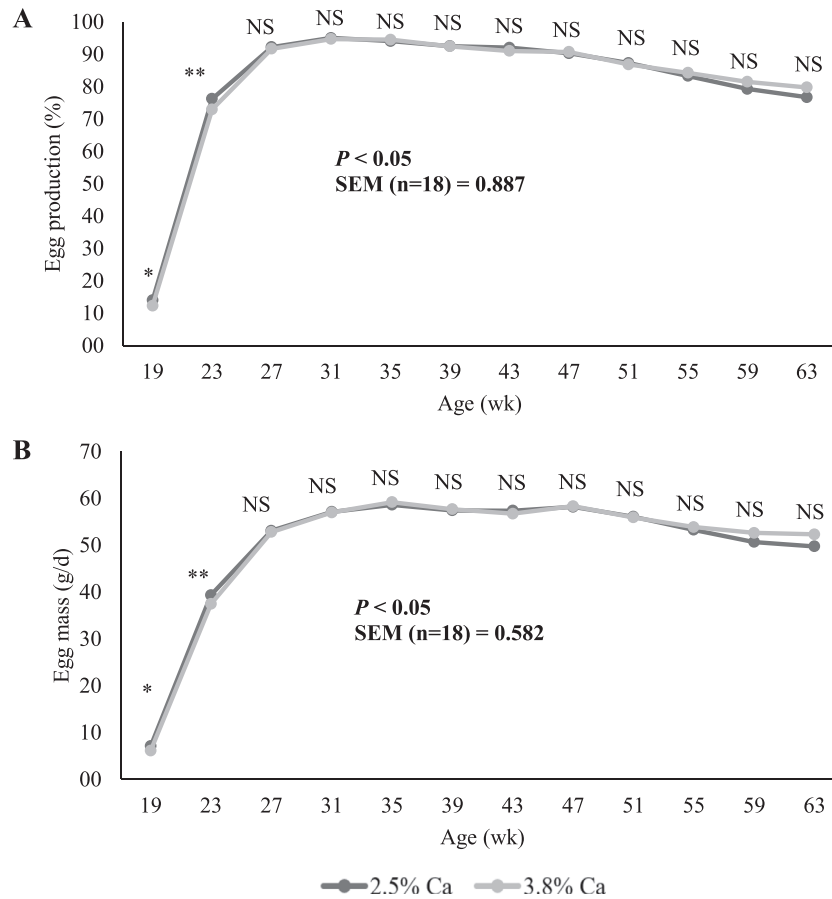 A
100
90
80
70
60
50
40
30
20
10
00
Egg production (%)
* ** NS NS NS NS NS NS NS NS NS NS
P < 0.05
SEM (n=18) = 0.887
19 23 27 31 35 39 43 47 51 55 59 63
Age (wk)
B
70
60
50
40
30
20
10
00
Egg mass (g/d)
* ** NS NS NS NS NS NS NS NS NS NS
P < 0.05
SEM (n=18) = 0.582
19 23 27 31 35 39 43 47 51 55 59 63
Age (wk)
2.5% Ca 3.8% Ca